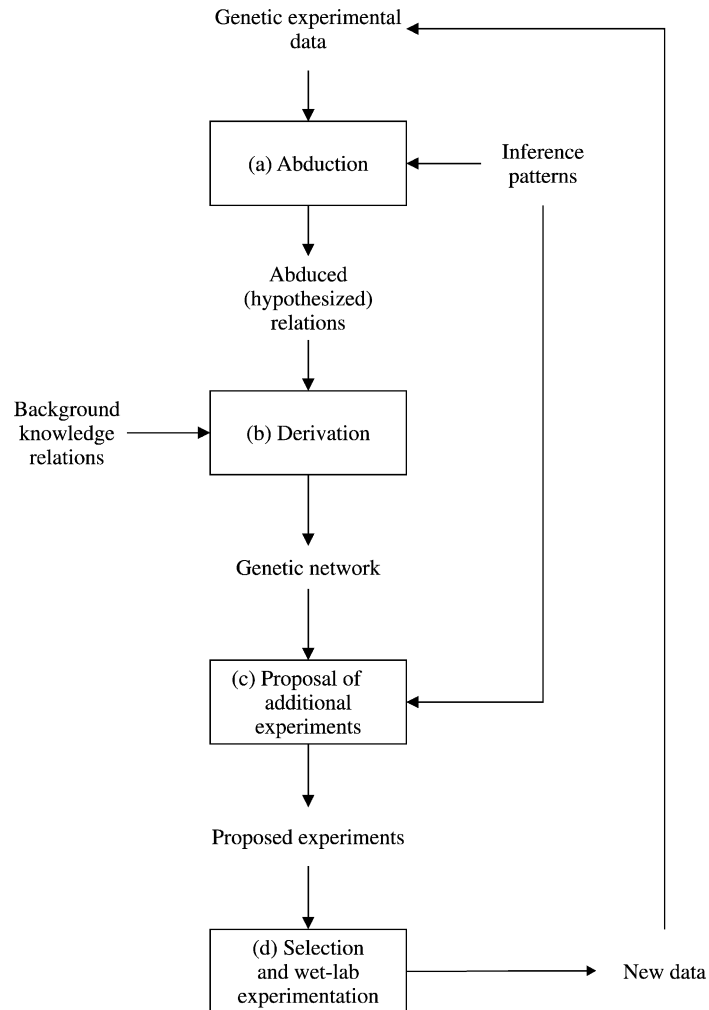 Genetic experimental
data
(a) Abduction
Inference
patterns
Abduced
(hypothesized)
relations
Background
knowledge
relations
(b) Derivation
Genetic network
(c) Proposal of
additional
experiments
Proposed experiments
(d) Selection
and wet-lab
experimentation
New data